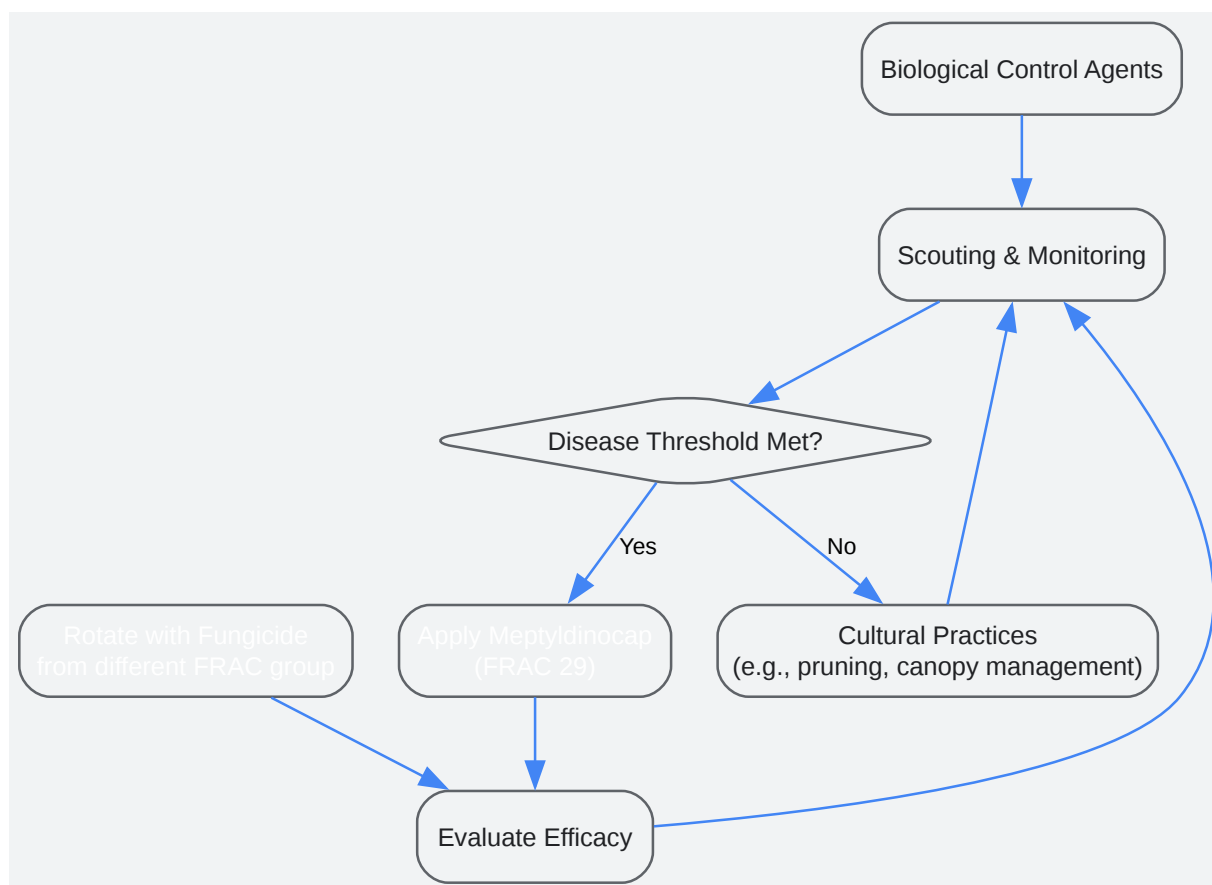 Biological Control Agents
Scouting & Monitoring
Disease Threshold Met?
Yes
No
Rotate with Fungicide
from different FRAC group
Apply Meptyldinocap
(FRAC 29)
Cultural Practices
(e.g., pruning, canopy management)
Evaluate Efficacy